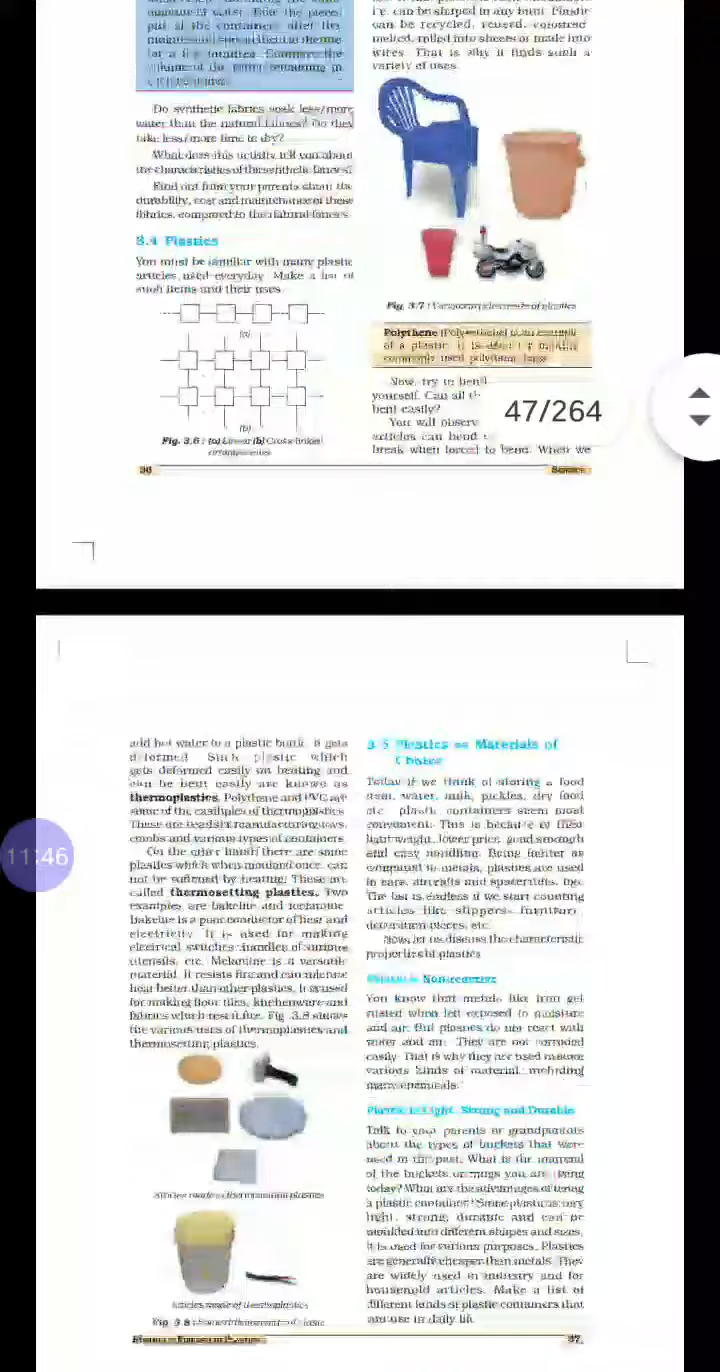 put
Do synthetic fabrics soak less/more
water than the natural fabrics? Do they
take less/more time to dry?
What does this activity tell you about
the characteristics of the synthetic fabrics?
Find out from your parents about the
durability, cost and maintenance of these
fabrics, compared to the natural fabrics.
3.4 Plastics
You must be familiar with many plastic
articles used everyday. Make a list of
such items and their uses.
(a)
(b)
Fig. 3.6 : (a) Linear (b) Cross-linked
i.e. can be shaped in any form. Plastic
can be recycled, reused, coloured,
melted, rolled into sheets or made into
wires. That is why it finds such a
variety of uses.
Fig. 3.7 : Various articles made of plastics
Polythene is an example
of a plastic. It is used for making
commonly used polythene bags.
Now, try to bend
yourself. Can all th
bent easily?
You will observ
articles can bend
break when forced to bend. When we
Science
47/264
11:46
add hot water to a plastic bottle, it gets
deformed. Such plastic which
gets deformed easily on heating and
can be bent easily are known as
thermoplastics. Polythene and PVC are
some of the examples of thermoplastics.
These are used for manufacturing toys,
combs and various types of containers.
On the other hand, there are some
plastics which when moulded once, can
not be softened by heating. These are
called thermosetting plastics. Two
examples are bakelite and melamine.
Bakelite is a poor conductor of heat and
electricity. It is used for making
electrical switches, handles of various
utensils, etc. Melamine is a versatile
material. It resists fire and can tolerate
heat better than other plastics. It is used
for making floor tiles, kitchenware and
fabrics which resist fire. Fig. 3.8 shows
the various uses of thermoplastics and
thermosetting plastics.
Articles made of thermosetting plastics
Articles made of thermoplastics
Fig. 3.8 :
3.5 Plastics as Materials of
Choice
Today if we think of storing a food
item, water, milk, pickles, dry food
etc., plastic containers seem most
convenient. This is because of their
light weight, lower price, good strength
and easy handling. Being lighter as
compared to metals, plastics are used
in cars, aircrafts and spacecrafts, too.
The list is endless if we start counting
articles like slippers, furniture,
decoration pieces, etc.
Now, let us discuss the characteristic
properties of plastics.
Plastic is Non-reactive
You know that metals like iron get
rusted when left exposed to moisture
and air. But plastics do not react with
water and air. They are not corroded
easily. That is why they are used to store
various kinds of material, including
many chemicals.
Plastic is Light, Strong and Durable
Talk to your parents or grandparents
about the types of buckets that were
used in the past. What is the material
of the buckets or mugs you are using
today? What are the advantages of using
a plastic container? Since plastic is very
light, strong, durable and can be
moulded into different shapes and sizes,
it is used for various purposes. Plastics
are generally cheaper than metals. They
are widely used in industry and for
household articles. Make a list of
different kinds of plastic containers that
you use in daily life.
37